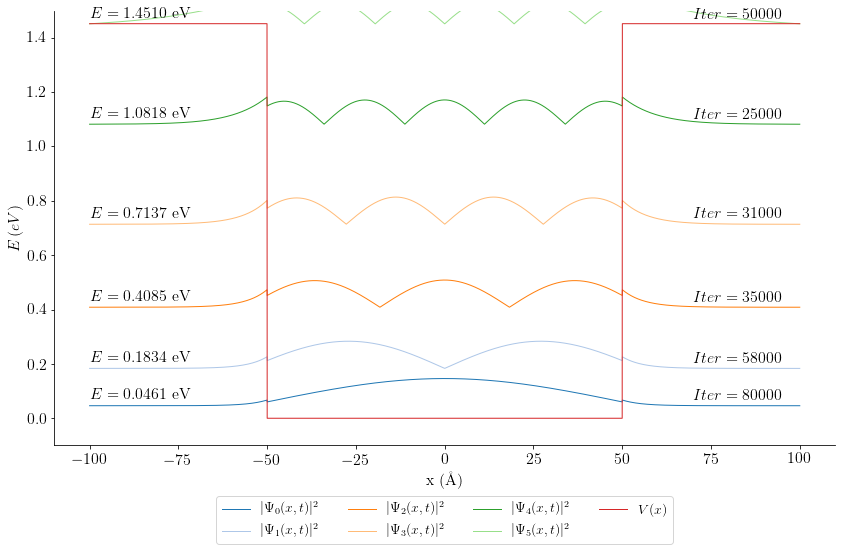 E = 1.4510 eV
Iter = 50000
1.4
1.2
E = 1.0818 eV
Iter = 25000
1.0
0.8
E = 0.7137 eV
Iter = 31000
0.6
E (eV)
E = 0.4085 eV
Iter = 35000
0.4
E = 0.1834 eV
Iter = 58000
0.2
E = 0.0461 eV
Iter = 80000
0.0
−100 −75 −50 −25 0 25 50 75 100
x (Å)
|Ψ₀(x, t)|² |Ψ₂(x, t)|² |Ψ₄(x, t)|² V(x)
|Ψ₁(x, t)|² |Ψ₃(x, t)|² |Ψ₅(x, t)|²